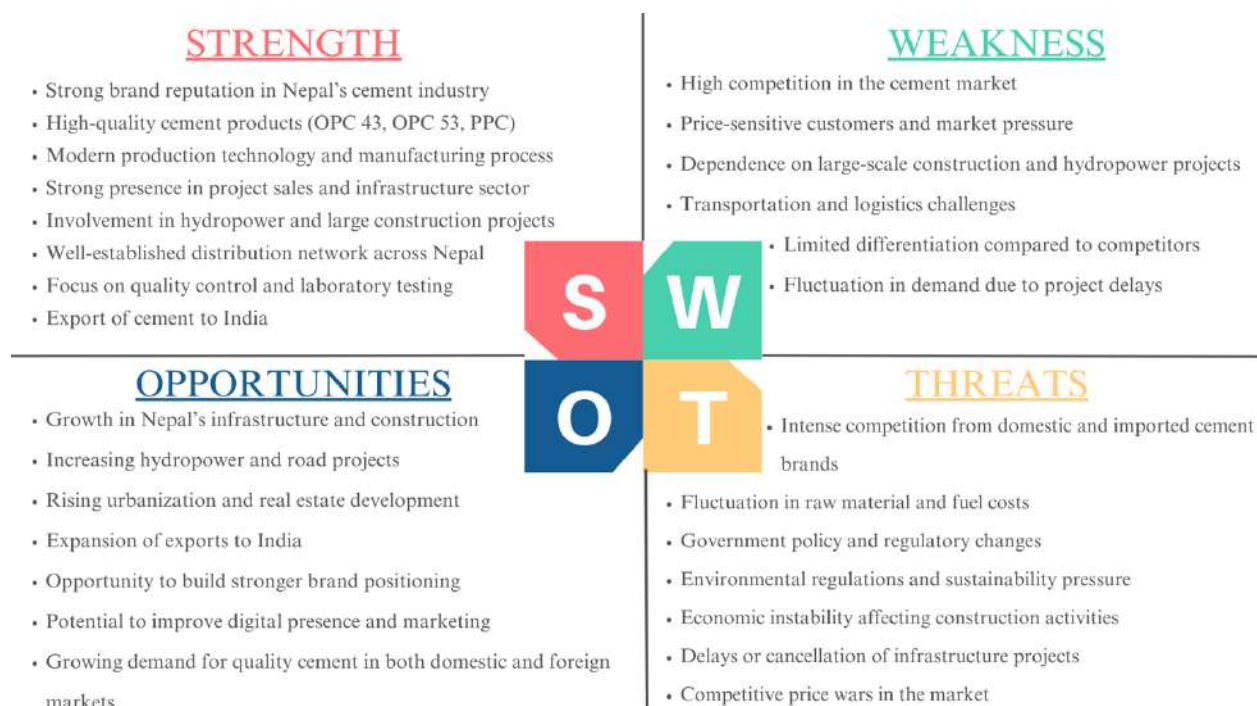 STRENGTH
• Strong brand reputation in Nepal's cement industry
• High-quality cement products (OPC 43, OPC 53, PPC)
• Modern production technology and manufacturing process
• Strong presence in project sales and infrastructure sector
• Involvement in hydropower and large construction projects
• Well-established distribution network across Nepal
• Focus on quality control and laboratory testing
• Export of cement to India
WEAKNESS
• High competition in the cement market
• Price-sensitive customers and market pressure
• Dependence on large-scale construction and hydropower projects
• Transportation and logistics challenges
• Limited differentiation compared to competitors
• Fluctuation in demand due to project delays
S W
O T
OPPORTUNITIES
• Growth in Nepal's infrastructure and construction
• Increasing hydropower and road projects
• Rising urbanization and real estate development
• Expansion of exports to India
• Opportunity to build stronger brand positioning
• Potential to improve digital presence and marketing
• Growing demand for quality cement in both domestic and foreign
markets
THREATS
• Intense competition from domestic and imported cement
brands
• Fluctuation in raw material and fuel costs
• Government policy and regulatory changes
• Environmental regulations and sustainability pressure
• Economic instability affecting construction activities
• Delays or cancellation of infrastructure projects
• Competitive price wars in the market